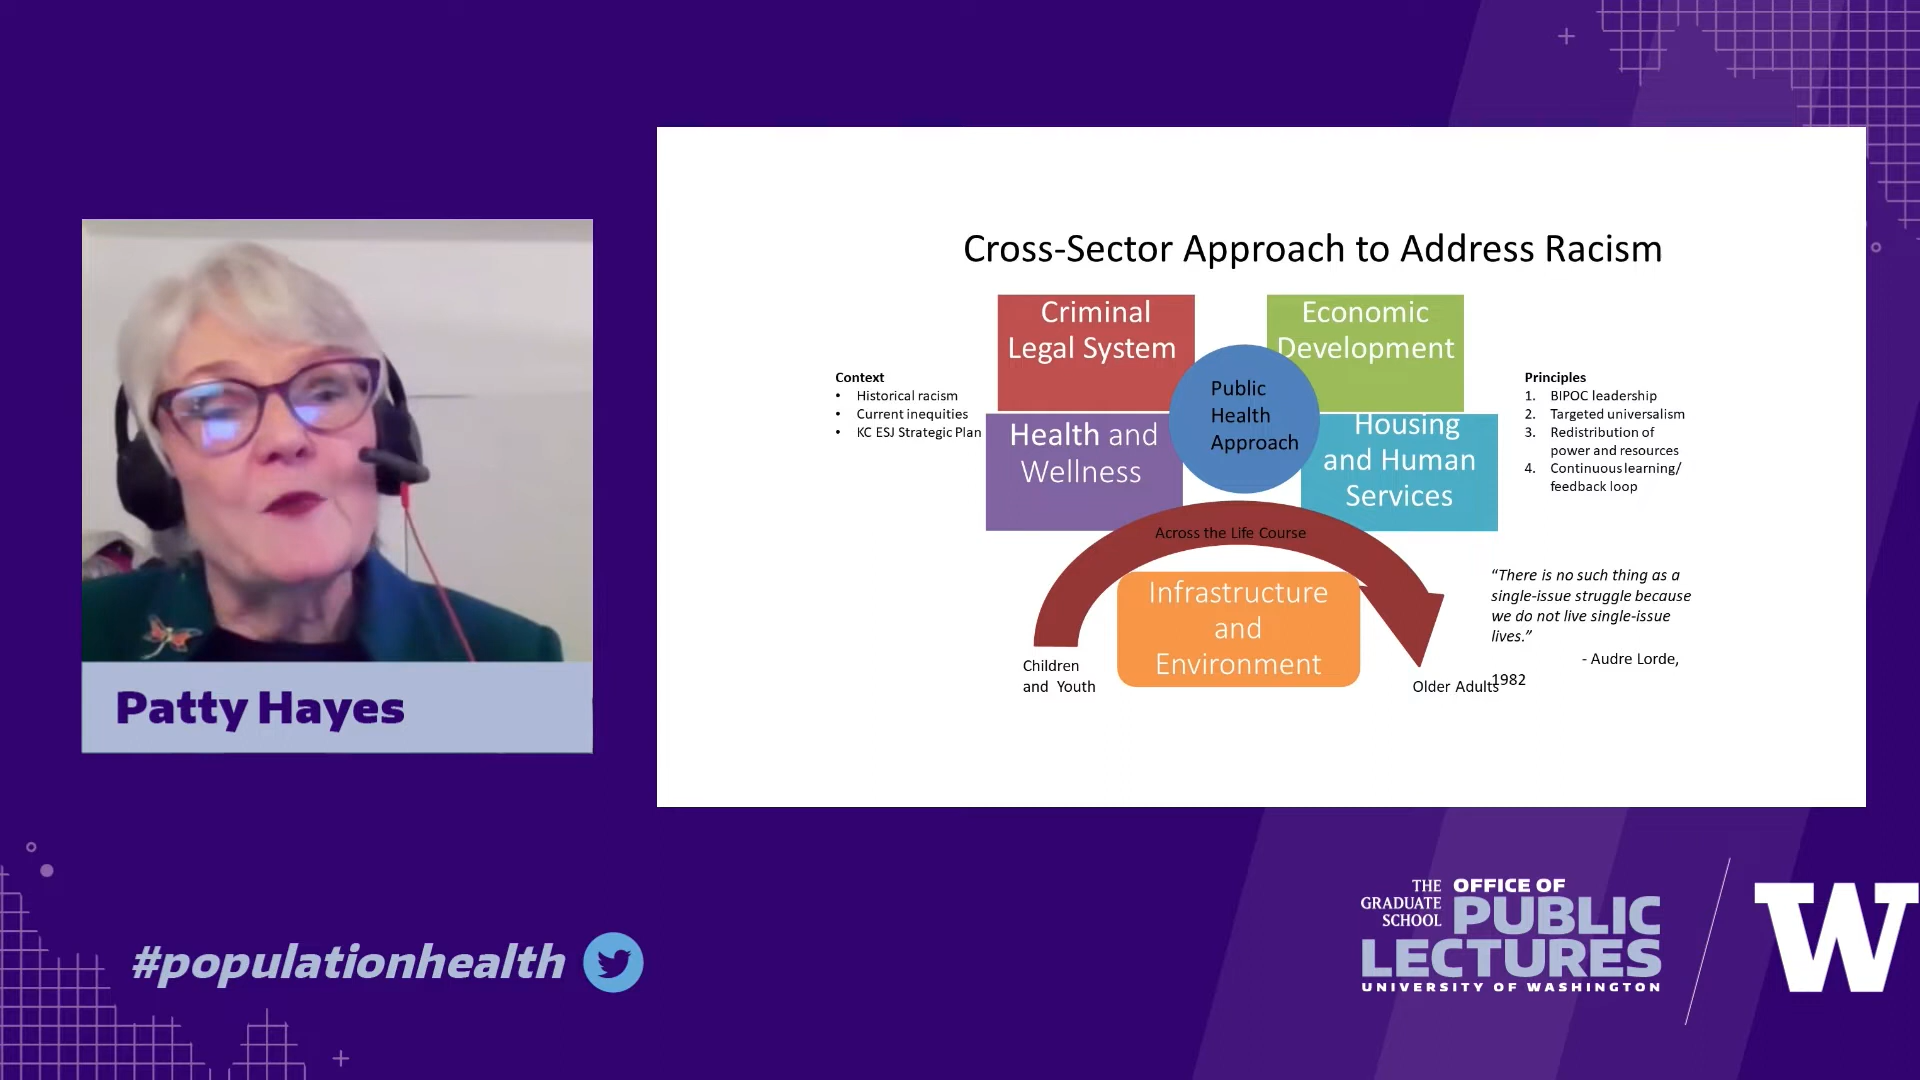 Cross-Sector Approach to Address Racism
Criminal
Legal System
Economic
Development
Public
Health
Approach
Context
• Historical racism
• Current inequities
• KC ESJ Strategic Plan
Health and
Wellness
Housing
and Human
Services
Principles
1. BIPOC leadership
2. Targeted universalism
3. Redistribution of
power and resources
4. Continuous learning/
feedback loop
Across the Life Course
Infrastructure
and
Environment
Children
and Youth
Older Adults
“There is no such thing as a
single-issue struggle because
we do not live single-issue
lives.”
- Audre Lorde,
1982
Patty Hayes
#populationhealth
THE
GRADUATE
SCHOOL
OFFICE OF
PUBLIC
LECTURES
UNIVERSITY OF WASHINGTON
W